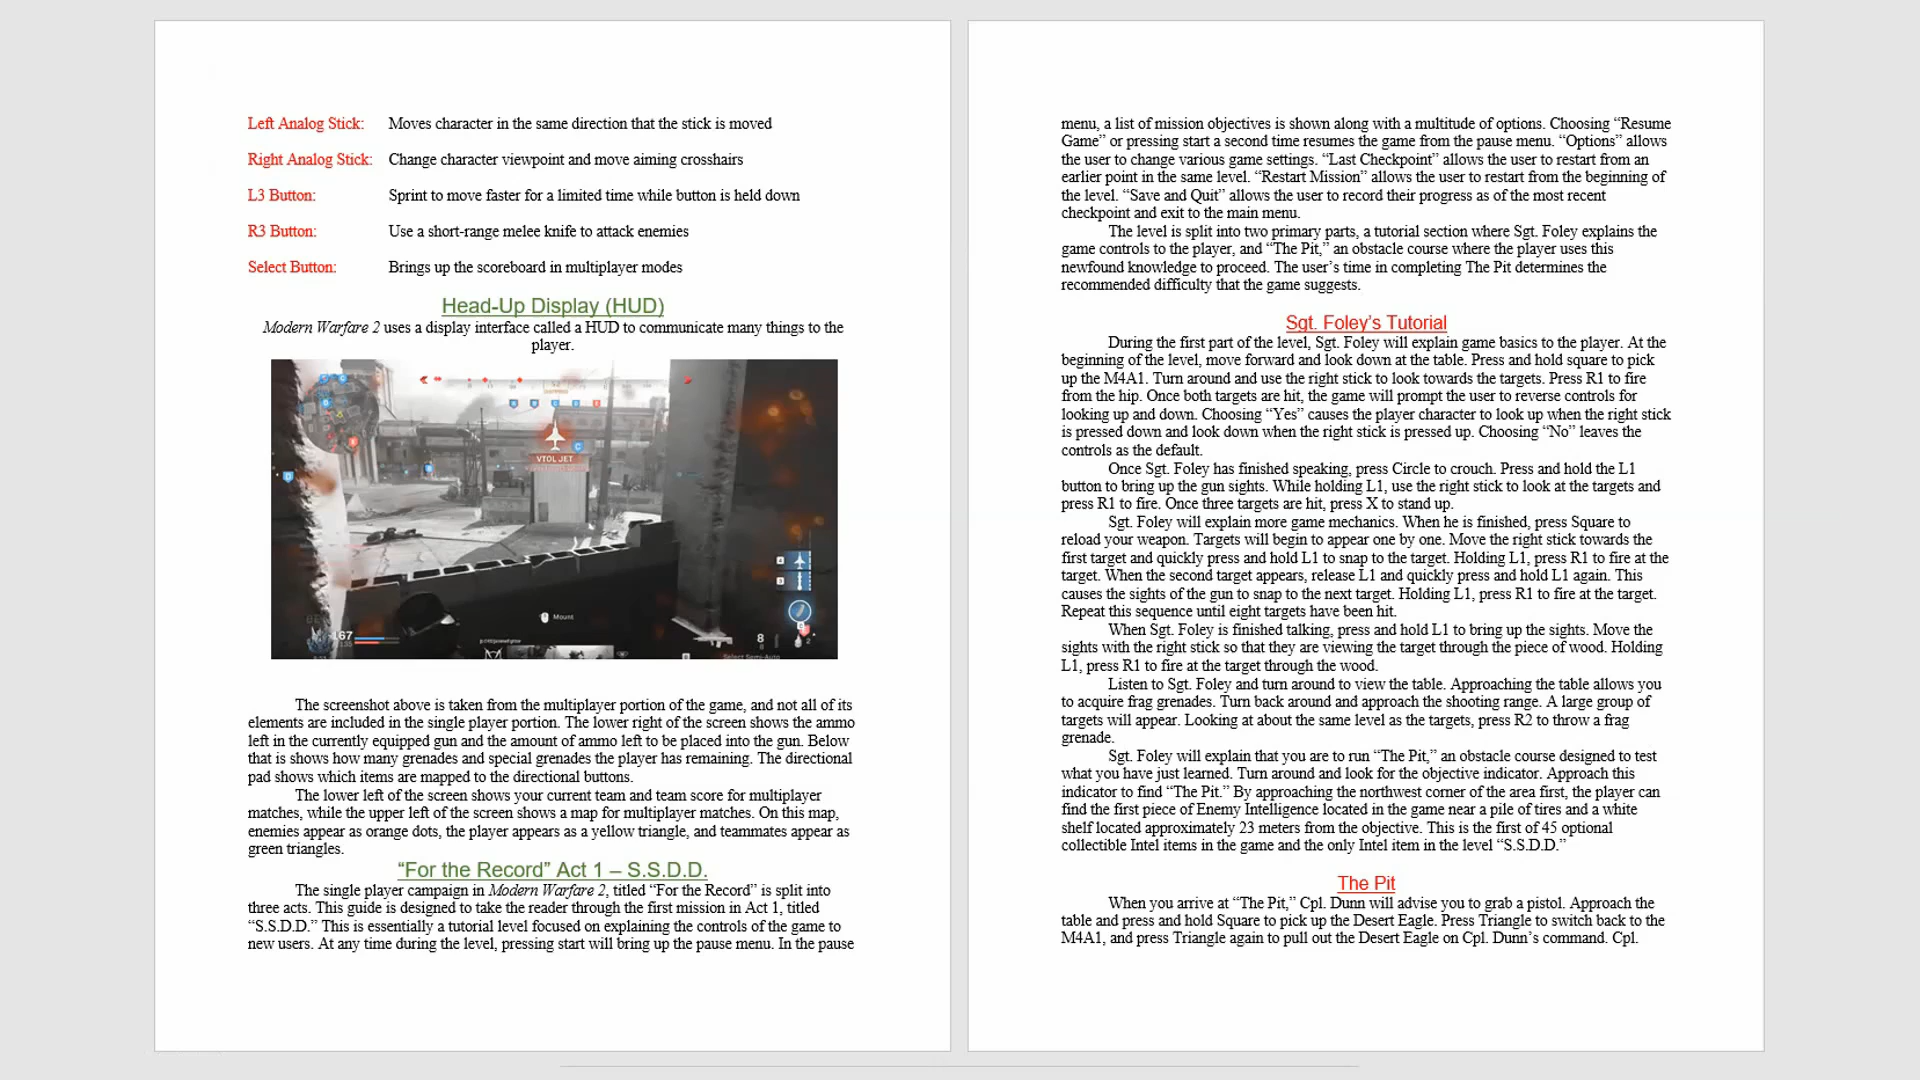 Left Analog Stick: Moves character in the same direction that the stick is moved
Right Analog Stick: Change character viewpoint and move aiming crosshairs
L3 Button: Sprint to move faster for a limited time while button is held down
R3 Button: Use a short-range melee knife to attack enemies
Select Button: Brings up the scoreboard in multiplayer modes
Head-Up Display (HUD)
Modern Warfare 2 uses a display interface called a HUD to communicate many things to the
player.
VTOL JET
Mount
167
8
Select Semi-Auto
The screenshot above is taken from the multiplayer portion of the game, and not all of its
elements are included in the single player portion. The lower right of the screen shows the ammo
left in the currently equipped gun and the amount of ammo left to be placed into the gun. Below
that is shows how many grenades and special grenades the player has remaining. The directional
pad shows which items are mapped to the directional buttons.
The lower left of the screen shows your current team and team score for multiplayer
matches, while the upper left of the screen shows a map for multiplayer matches. On this map,
enemies appear as orange dots, the player appears as a yellow triangle, and teammates appear as
green triangles.
“For the Record” Act 1 – S.S.D.D.
The single player campaign in Modern Warfare 2, titled “For the Record” is split into
three acts. This guide is designed to take the reader through the first mission in Act 1, titled
“S.S.D.D.” This is essentially a tutorial level focused on explaining the controls of the game to
new users. At any time during the level, pressing start will bring up the pause menu. In the pause
menu, a list of mission objectives is shown along with a multitude of options. Choosing “Resume
Game” or pressing start a second time resumes the game from the pause menu. “Options” allows
the user to change various game settings. “Last Checkpoint” allows the user to restart from an
earlier point in the same level. “Restart Mission” allows the user to restart from the beginning of
the level. “Save and Quit” allows the user to record their progress as of the most recent
checkpoint and exit to the main menu.
The level is split into two primary parts, a tutorial section where Sgt. Foley explains the
game controls to the player, and “The Pit,” an obstacle course where the player uses this
newfound knowledge to proceed. The user’s time in completing The Pit determines the
recommended difficulty that the game suggests.
Sgt. Foley’s Tutorial
During the first part of the level, Sgt. Foley will explain game basics to the player. At the
beginning of the level, move forward and look down at the table. Press and hold square to pick
up the M4A1. Turn around and use the right stick to look towards the targets. Press R1 to fire
from the hip. Once both targets are hit, the game will prompt the user to reverse controls for
looking up and down. Choosing “Yes” causes the player character to look up when the right stick
is pressed down and look down when the right stick is pressed up. Choosing “No” leaves the
controls as the default.
Once Sgt. Foley has finished speaking, press Circle to crouch. Press and hold the L1
button to bring up the gun sights. While holding L1, use the right stick to look at the targets and
press R1 to fire. Once three targets are hit, press X to stand up.
Sgt. Foley will explain more game mechanics. When he is finished, press Square to
reload your weapon. Targets will begin to appear one by one. Move the right stick towards the
first target and quickly press and hold L1 to snap to the target. Holding L1, press R1 to fire at the
target. When the second target appears, release L1 and quickly press and hold L1 again. This
causes the sights of the gun to snap to the next target. Holding L1, press R1 to fire at the target.
Repeat this sequence until eight targets have been hit.
When Sgt. Foley is finished talking, press and hold L1 to bring up the sights. Move the
sights with the right stick so that they are viewing the target through the piece of wood. Holding
L1, press R1 to fire at the target through the wood.
Listen to Sgt. Foley and turn around to view the table. Approaching the table allows you
to acquire frag grenades. Turn back around and approach the shooting range. A large group of
targets will appear. Looking at about the same level as the targets, press R2 to throw a frag
grenade.
Sgt. Foley will explain that you are to run “The Pit,” an obstacle course designed to test
what you have just learned. Turn around and look for the objective indicator. Approach this
indicator to find “The Pit.” By approaching the northwest corner of the area first, the player can
find the first piece of Enemy Intelligence located in the game near a pile of tires and a white
shelf located approximately 23 meters from the objective. This is the first of 45 optional
collectible Intel items in the game and the only Intel item in the level “S.S.D.D.”
The Pit
When you arrive at “The Pit,” Cpl. Dunn will advise you to grab a pistol. Approach the
table and press and hold Square to pick up the Desert Eagle. Press Triangle to switch back to the
M4A1, and press Triangle again to pull out the Desert Eagle on Cpl. Dunn’s command. Cpl.